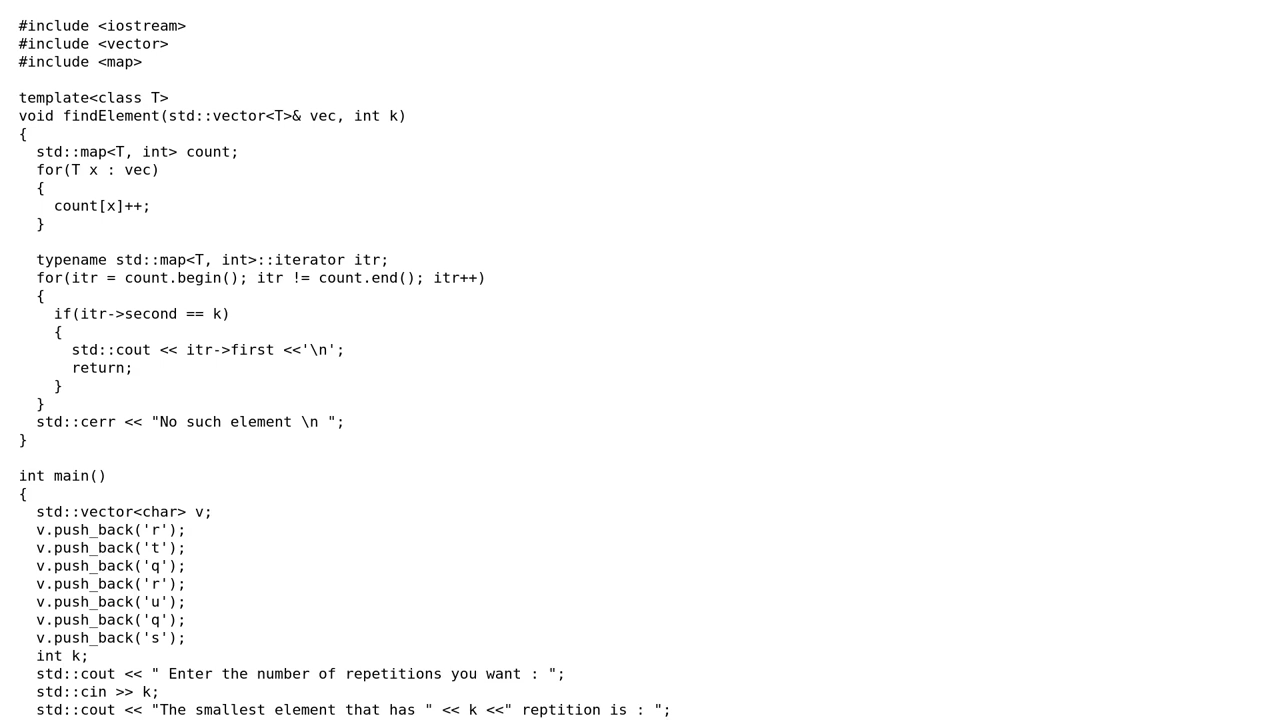 #include <iostream>
#include <vector>
#include <map>

template<class T>
void findElement(std::vector<T>& vec, int k)
{
  std::map<T, int> count;
  for(T x : vec)
  {
    count[x]++;
  }

  typename std::map<T, int>::iterator itr;
  for(itr = count.begin(); itr != count.end(); itr++)
  {
    if(itr->second == k)
    {
      std::cout << itr->first <<'\n';
      return;
    }
  }
  std::cerr << "No such element \n ";
}

int main()
{
  std::vector<char> v;
  v.push_back('r');
  v.push_back('t');
  v.push_back('q');
  v.push_back('r');
  v.push_back('u');
  v.push_back('q');
  v.push_back('s');
  int k;
  std::cout << " Enter the number of repetitions you want : ";
  std::cin >> k;
  std::cout << "The smallest element that has " << k <<" reptition is : ";